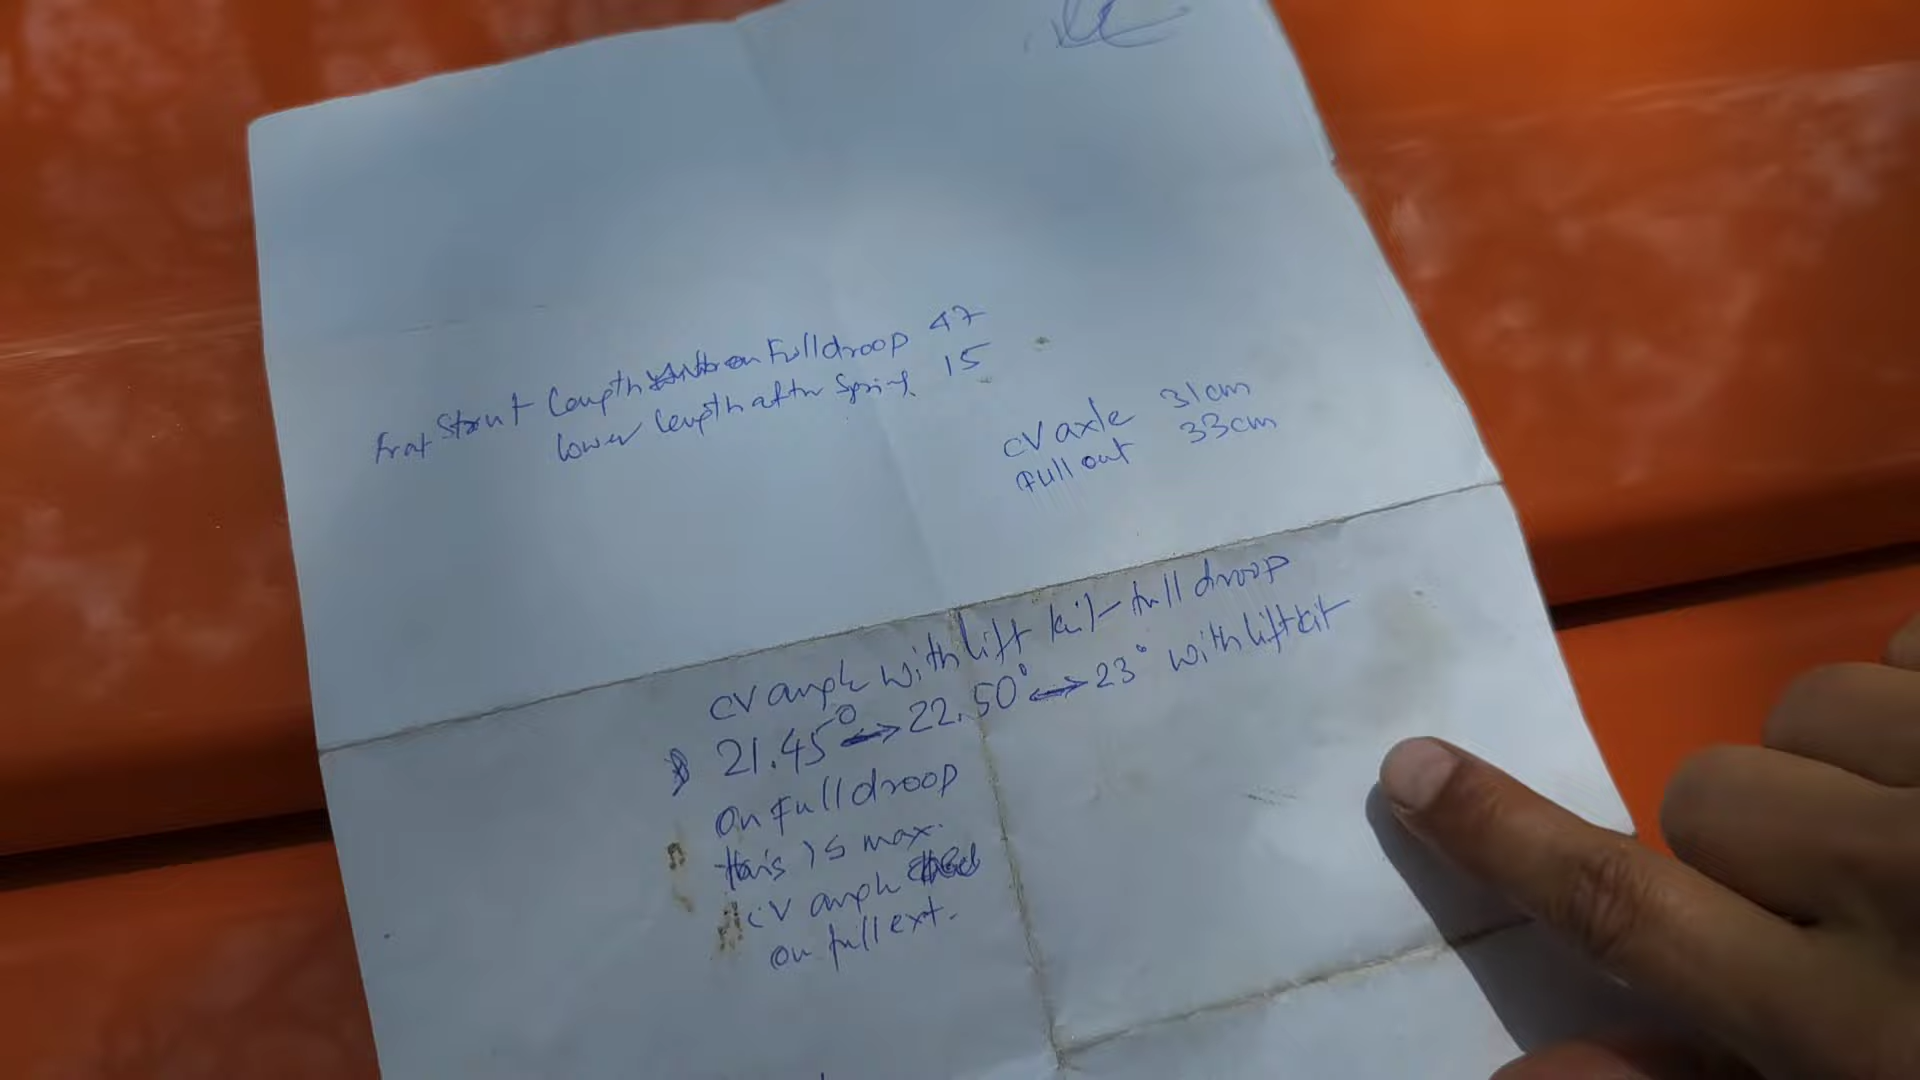 Front Strut Length on Full droop 47
lower length after Spring 15
CV axle 31cm
Full out 33cm
CV angle with lift kit full droop
21.45° ↔ 22.50° ↔ 23° with lift kit
On full droop
this is max.
CV angle
On full ext.